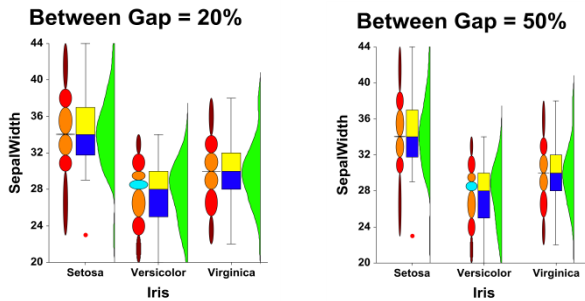 Between Gap = 20%
44
40
36
32
28
24
20
SepalWidth
Setosa Versicolor Virginica
Iris
Between Gap = 50%
44
40
36
32
28
24
20
SepalWidth
Setosa Versicolor Virginica
Iris